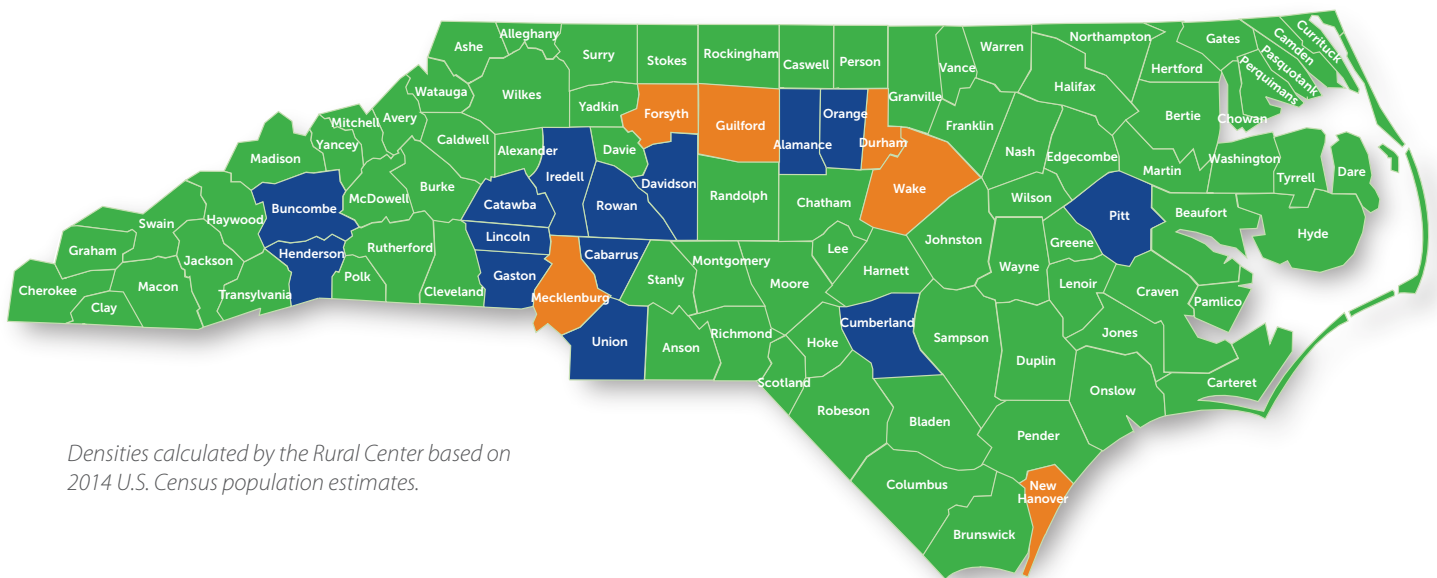 Ashe
Alleghany
Surry
Stokes
Rockingham
Caswell
Person
Granville
Vance
Warren
Northampton
Halifax
Hertford
Gates
Camden
Currituck
Pasquotank
Perquimans
Chowan
Bertie
Watauga
Wilkes
Yadkin
Forsyth
Guilford
Alamance
Orange
Durham
Franklin
Nash
Edgecombe
Martin
Washington
Tyrrell
Dare
Mitchell
Avery
Yancey
Caldwell
Alexander
Iredell
Davie
Davidson
Randolph
Chatham
Wake
Wilson
Pitt
Beaufort
Hyde
Madison
Buncombe
McDowell
Burke
Catawba
Rowan
Swain
Haywood
Rutherford
Lincoln
Cabarrus
Lee
Harnett
Johnston
Wayne
Greene
Graham
Jackson
Henderson
Polk
Cleveland
Gaston
Mecklenburg
Stanly
Montgomery
Moore
Lenoir
Craven
Pamlico
Cherokee
Clay
Macon
Transylvania
Union
Anson
Richmond
Hoke
Cumberland
Sampson
Duplin
Jones
Scotland
Robeson
Bladen
Onslow
Carteret
Pender
Columbus
Brunswick
New
Hanover
Densities calculated by the Rural Center based on
2014 U.S. Census population estimates.